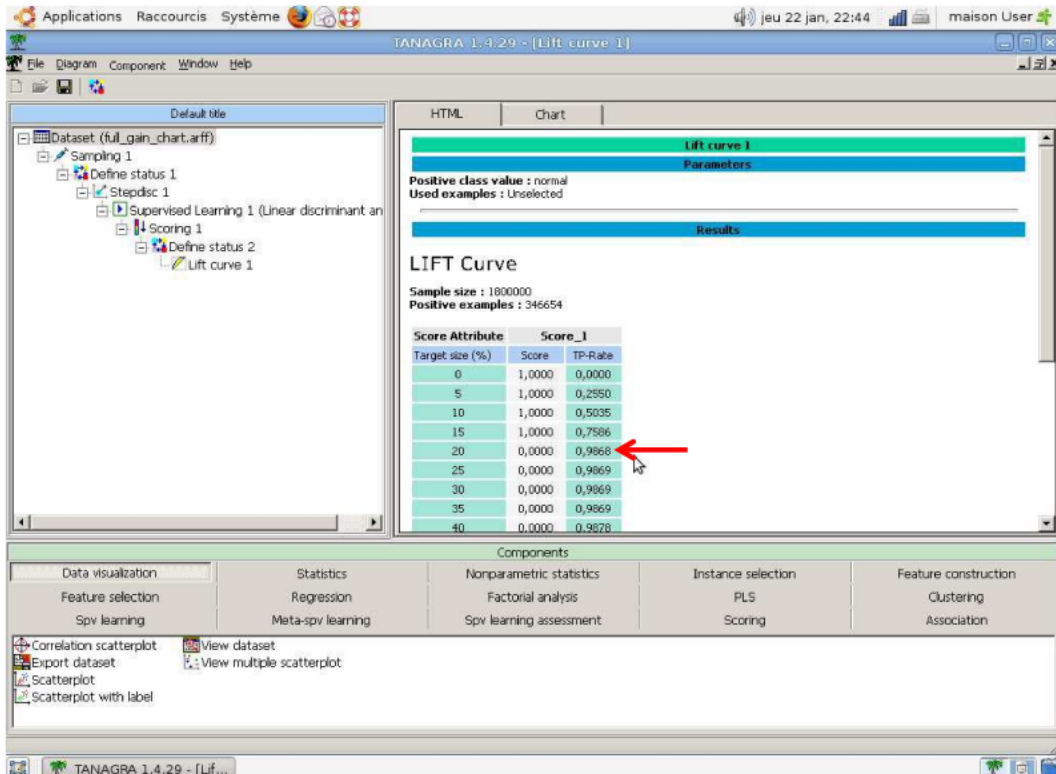 Applications Raccourcis Système jeu 22 jan, 22:44 maison User
TANAGRA 1.4.29 - [Lift curve 1]
File Diagram Component Window Help
Default title
Dataset (full_gain_chart.arff)
Sampling 1
Define status 1
Stepdisc 1
Supervised Learning 1 (Linear discriminant an
Scoring 1
Define status 2
Lift curve 1
HTML Chart
Lift curve 1
Parameters
Positive class value : normal
Used examples : Unselected
Results
LIFT Curve
Sample size : 1800000
Positive examples : 346654
Score Attribute Score_1
Target size (%) Score TP-Rate
0 1,0000 0,0000
5 1,0000 0,2550
10 1,0000 0,5035
15 1,0000 0,7586
20 0,0000 0,9868
25 0,0000 0,9869
30 0,0000 0,9869
35 0,0000 0,9869
40 0,0000 0,9878
Components
Data visualization Statistics Nonparametric statistics Instance selection Feature construction
Feature selection Regression Factorial analysis PLS Clustering
Spv learning Meta-spv learning Spv learning assessment Scoring Association
Correlation scatterplot View dataset
Export dataset View multiple scatterplot
Scatterplot
Scatterplot with label
TANAGRA 1.4.29 - [Lif...